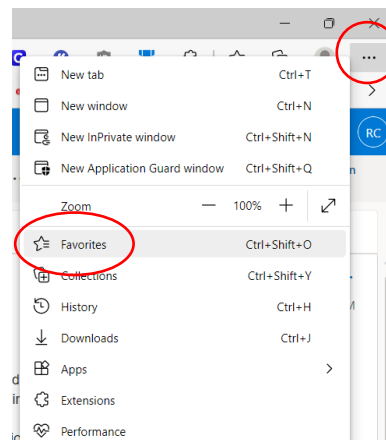 New tab Ctrl+T
New window Ctrl+N
New InPrivate window Ctrl+Shift+N
RC
New Application Guard window Ctrl+Shift+Q
Zoom 100%
Favorites Ctrl+Shift+O
Collections Ctrl+Shift+Y
History Ctrl+H
Downloads Ctrl+J
Apps
Extensions
Performance